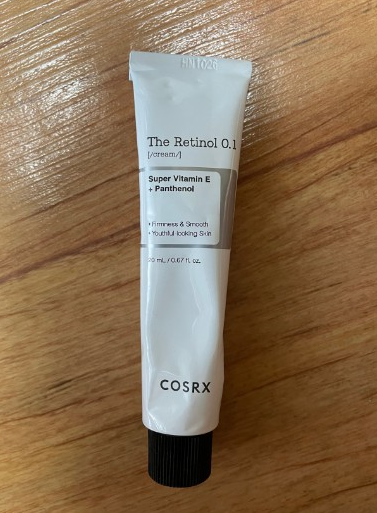 The Retinol 0.1
[/cream/]
Super Vitamin E
+ Panthenol
• Firmness & Smooth
• Youthful-looking Skin
20 mL / 0.67 fl. oz.
COSRX